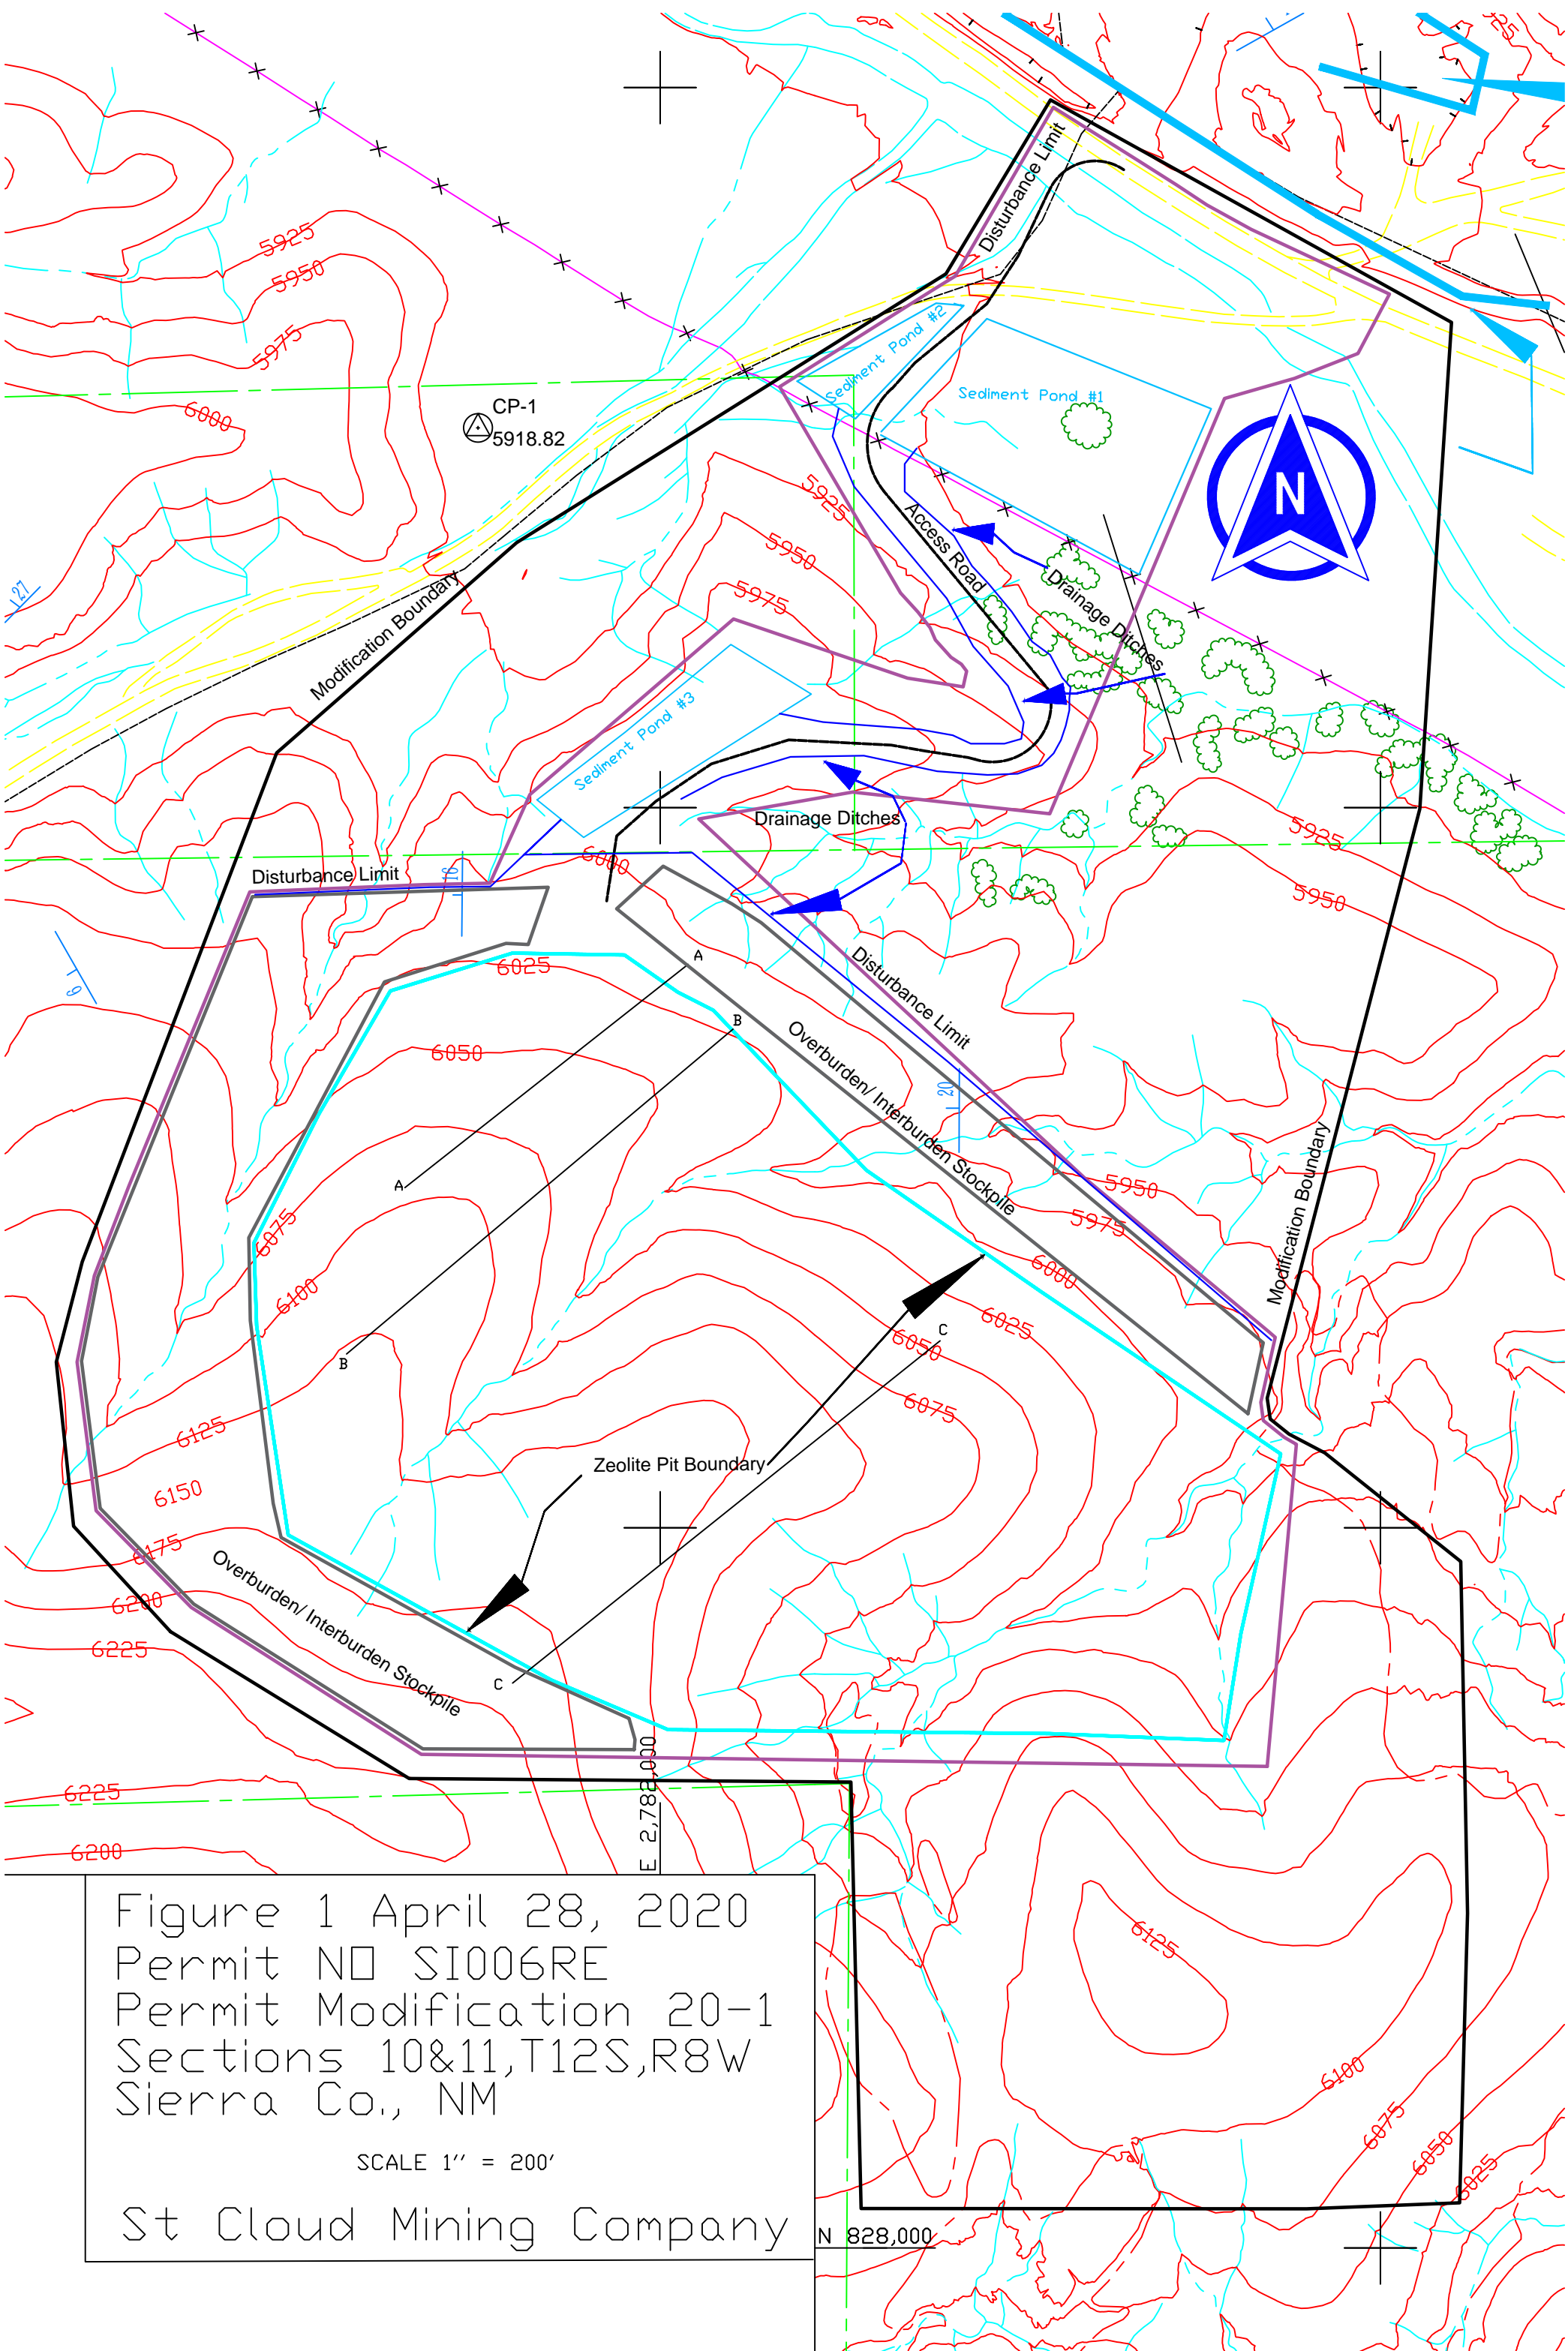 Disturbance Limit
5925
5925
5950
5975
6000
CP-1
5918.82
Sediment Pond #2
Sediment Pond #1
N
27
Modification Boundary
5925
5950
5975
Access Road
Drainage Ditches
Sediment Pond #3
Drainage Ditches
5925
5950
Disturbance Limit
16
6000
9
6025
A
B
Disturbance Limit
Overburden/ Interburden Stockpile
20
6050
A
5950
5975
6000
Modification Boundary
6075
6100
B
6025
6050
C
6075
6125
6150
6175
6200
6225
Zeolite Pit Boundary
Overburden/ Interburden Stockpile
C
E 2,782,000
6225
6200
6125
6100
6075
6050
6025
Figure 1 April 28, 2020
Permit NO SI006RE
Permit Modification 20-1
Sections 10&11,T12S,R8W
Sierra Co., NM
SCALE 1'' = 200'
St Cloud Mining Company
N 828,000